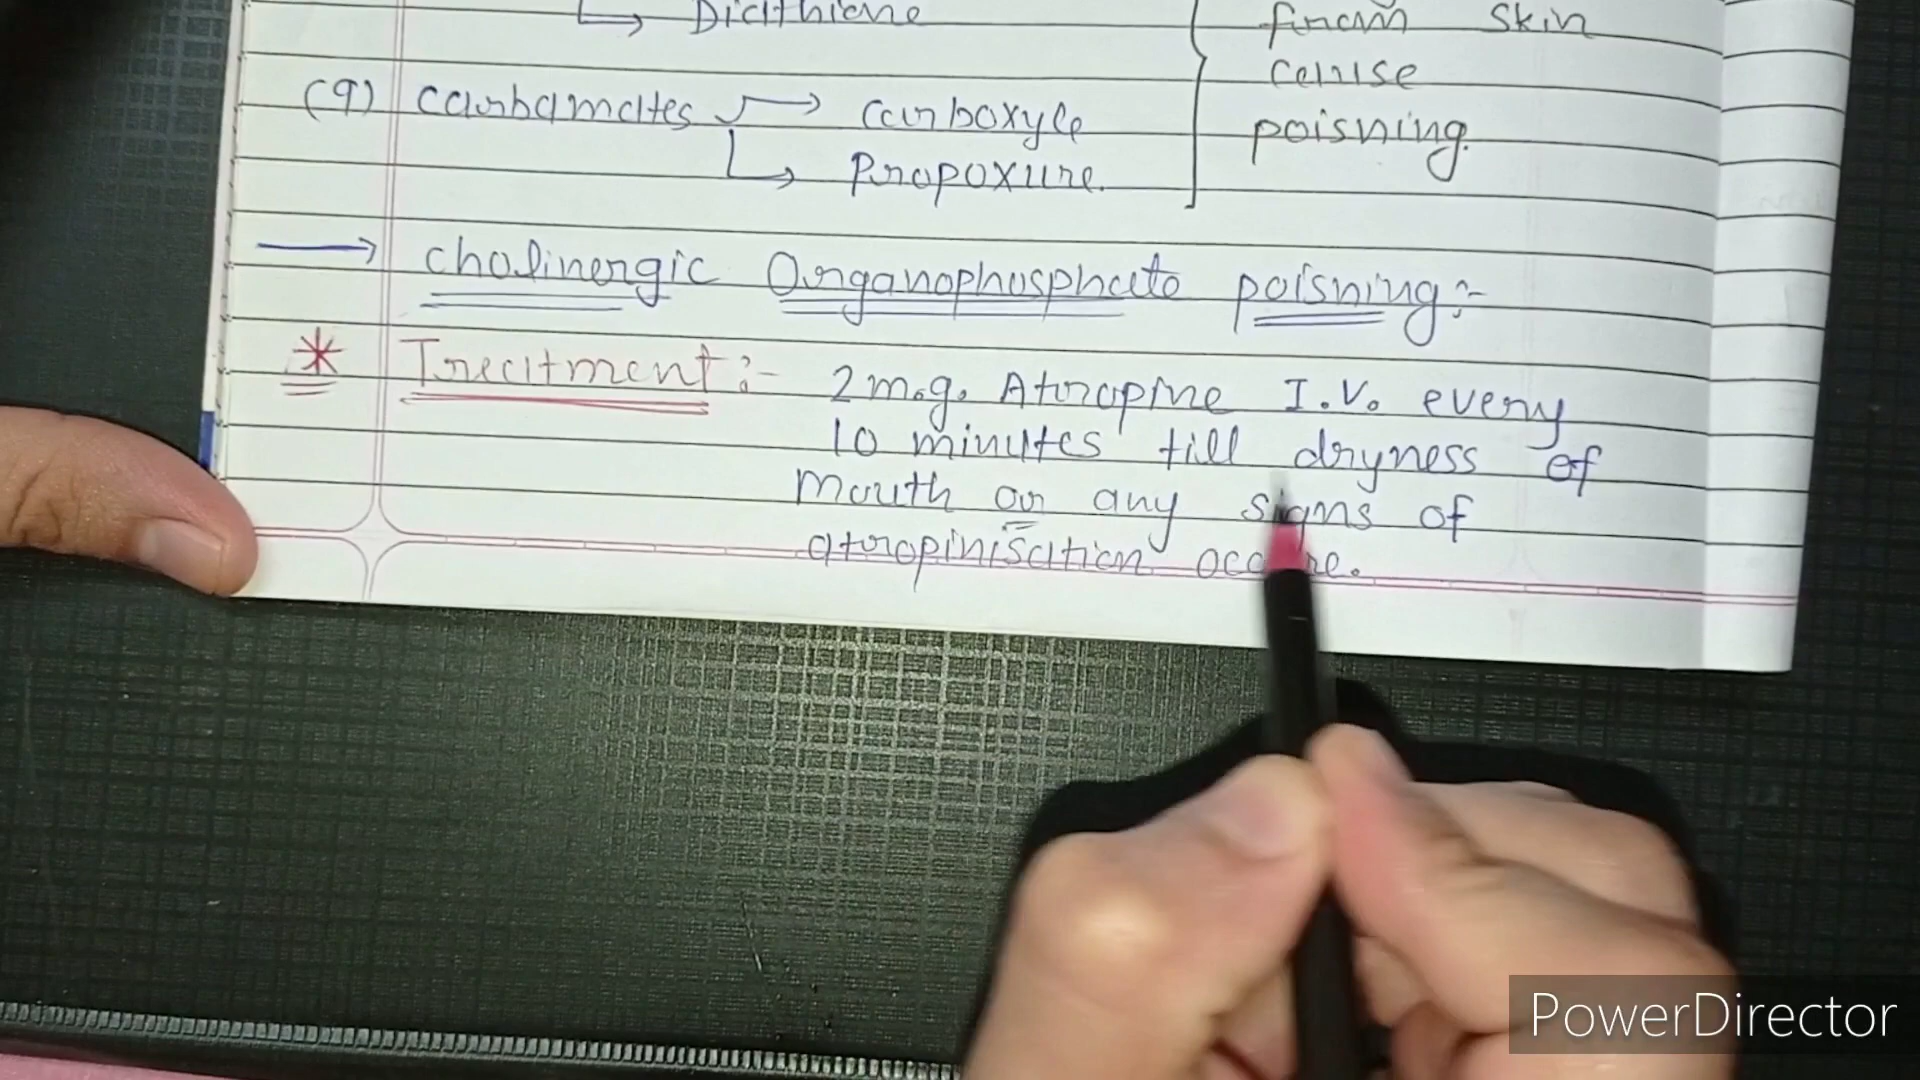 ↳ Diathione
from skin
cause
(9) carbamates → carboxyle
poisning.
↳ Propoxure.
→ cholinergic Organophosphate poisning:-
* Treatment:- 2 m.g. Atropine I.V. every
10 minutes till dryness of
mouth or any signs of
atropinisation
PowerDirector